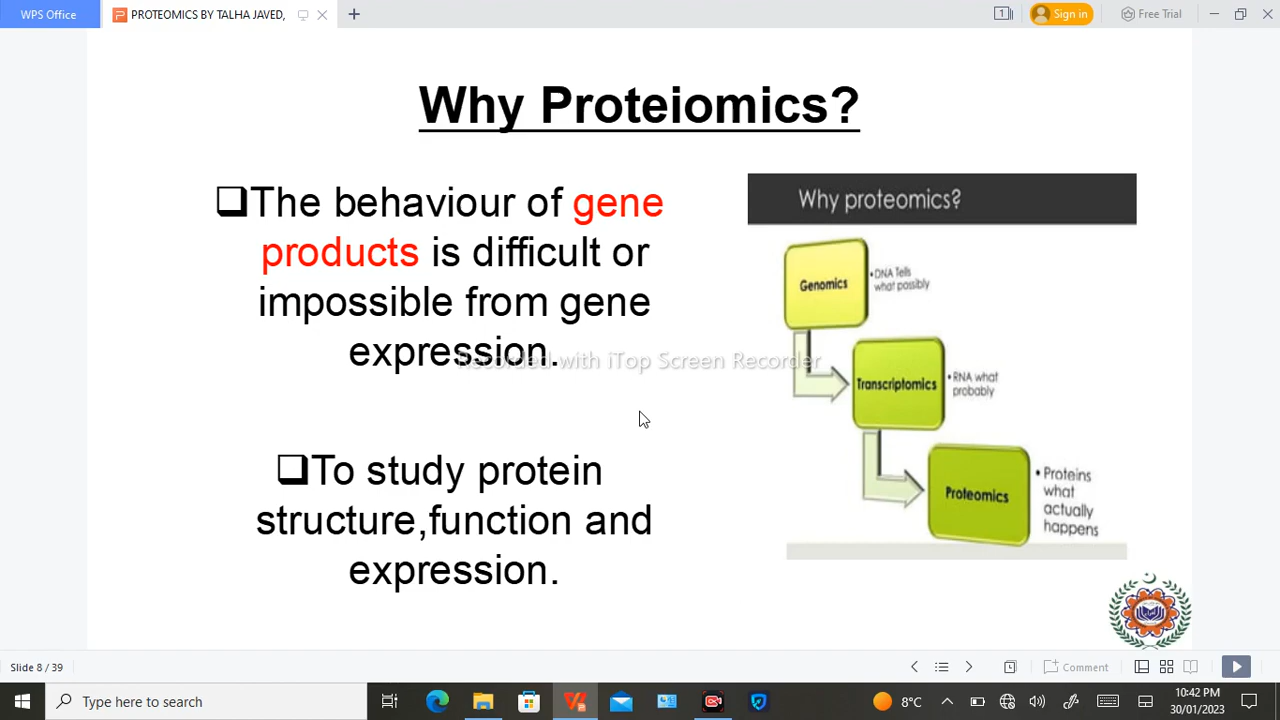 WPS Office
PROTEOMICS BY TALHA JAVED,
1
Sign in
Free Trial
Why Proteiomics?
The behaviour of gene
products is difficult or
impossible from gene
expression.
To study protein
structure,function and
expression.
Why proteomics?
Genomics
• DNA Tells
what possibly
Transcriptomics
• RNA what
probably
Proteomics
• Proteins
what
actually
happens
Recorded with iTop Screen Recorder
Slide 8 / 39
Comment
Type here to search
8°C
10:42 PM
30/01/2023